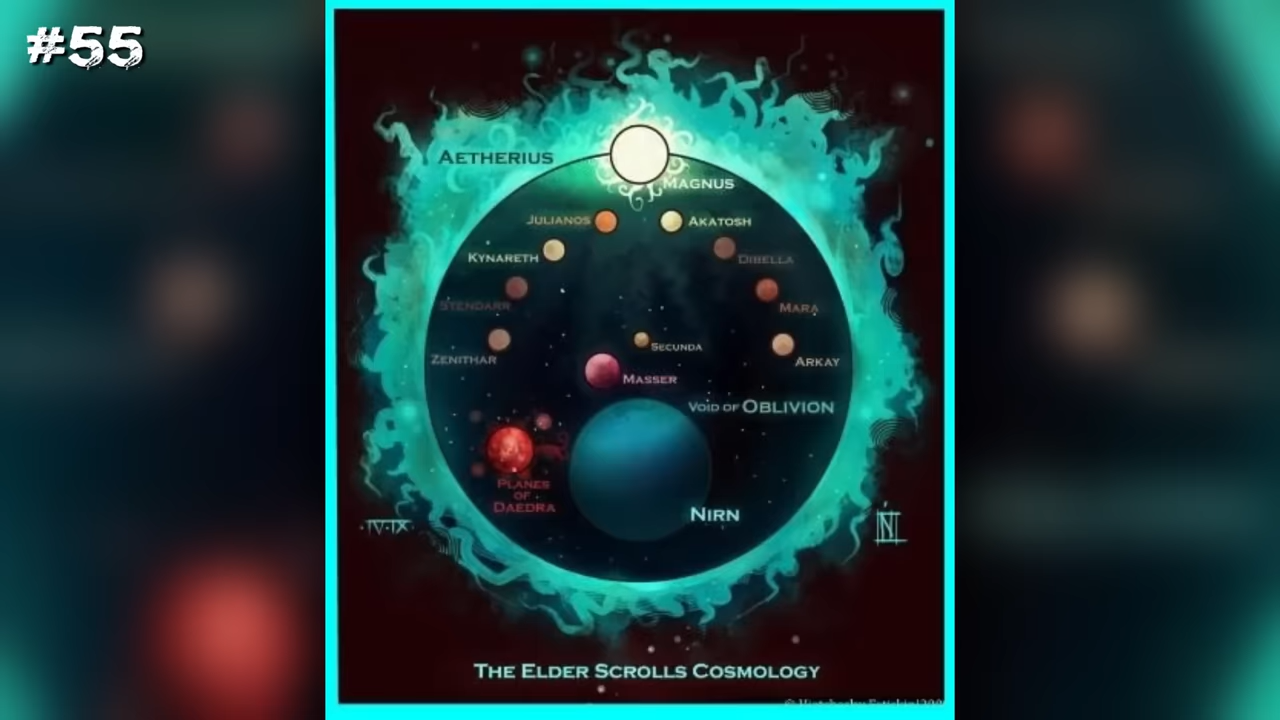 #55
AETHERIUS
MAGNUS
JULIANOS
AKATOSH
KYNARETH
DIBELLA
STENDARR
MARA
SECUNDA
ZENITHAR
ARKAY
MASSER
VOID OF OBLIVION
PLANES
OF
DAEDRA
NIRN
·IV·IX·
THE ELDER SCROLLS COSMOLOGY